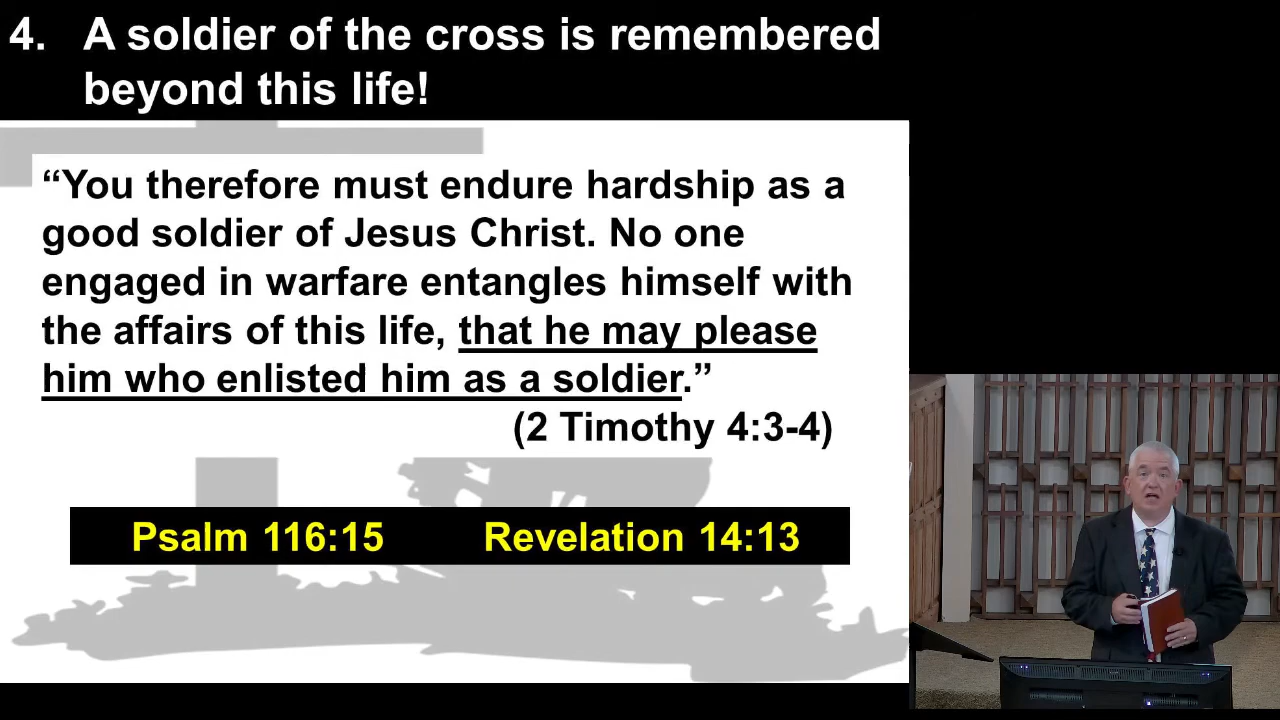 4. A soldier of the cross is remembered
beyond this life!
“You therefore must endure hardship as a
good soldier of Jesus Christ. No one
engaged in warfare entangles himself with
the affairs of this life, that he may please
him who enlisted him as a soldier.”
(2 Timothy 4:3-4)
Psalm 116:15 Revelation 14:13